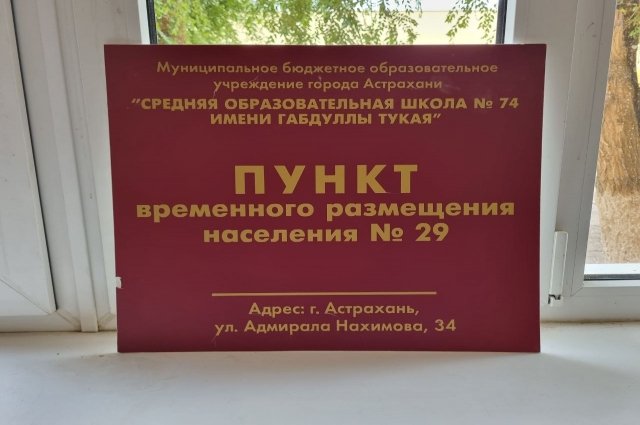 Муниципальное бюджетное образовательное
учреждение города Астрахани
"СРЕДНЯЯ ОБРАЗОВАТЕЛЬНАЯ ШКОЛА № 74
ИМЕНИ ГАБДУЛЛЫ ТУКАЯ"
ПУНКТ
временного размещения
населения № 29
Адрес: г. Астрахань,
ул. Адмирала Нахимова, 34